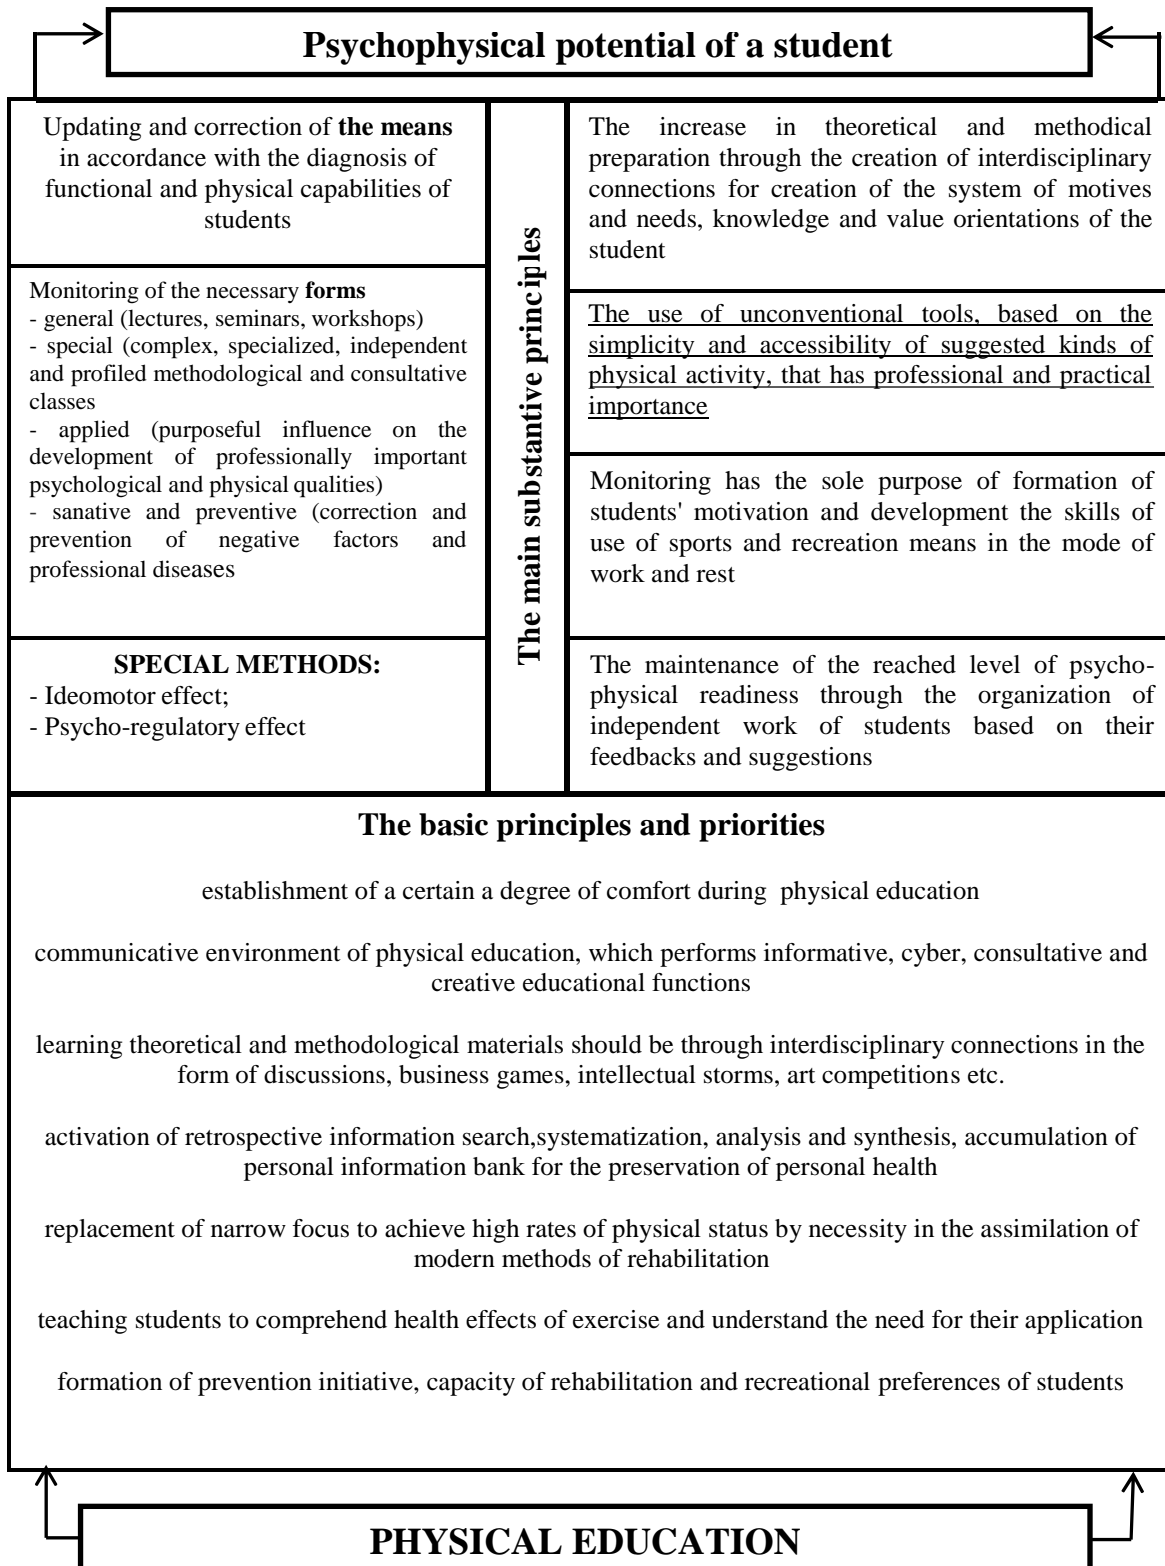 Psychophysical potential of a student
Updating and correction of the means
in accordance with the diagnosis of
functional and physical capabilities of
students
Monitoring of the necessary forms
- general (lectures, seminars, workshops)
- special (complex, specialized, independent
and profiled methodological and consultative
classes
- applied (purposeful influence on the
development of professionally important
psychological and physical qualities)
- sanative and preventive (correction and
prevention of negative factors and
professional diseases
SPECIAL METHODS:
- Ideomotor effect;
- Psycho-regulatory effect
The main substantive principles
The increase in theoretical and methodical
preparation through the creation of interdisciplinary
connections for creation of the system of motives
and needs, knowledge and value orientations of the
student
The use of unconventional tools, based on the
simplicity and accessibility of suggested kinds of
physical activity, that has professional and practical
importance
Monitoring has the sole purpose of formation of
students' motivation and development the skills of
use of sports and recreation means in the mode of
work and rest
The maintenance of the reached level of psycho-
physical readiness through the organization of
independent work of students based on their
feedbacks and suggestions
The basic principles and priorities
establishment of a certain a degree of comfort during physical education
communicative environment of physical education, which performs informative, cyber, consultative and
creative educational functions
learning theoretical and methodological materials should be through interdisciplinary connections in the
form of discussions, business games, intellectual storms, art competitions etc.
activation of retrospective information search,systematization, analysis and synthesis, accumulation of
personal information bank for the preservation of personal health
replacement of narrow focus to achieve high rates of physical status by necessity in the assimilation of
modern methods of rehabilitation
teaching students to comprehend health effects of exercise and understand the need for their application
formation of prevention initiative, capacity of rehabilitation and recreational preferences of students
PHYSICAL EDUCATION